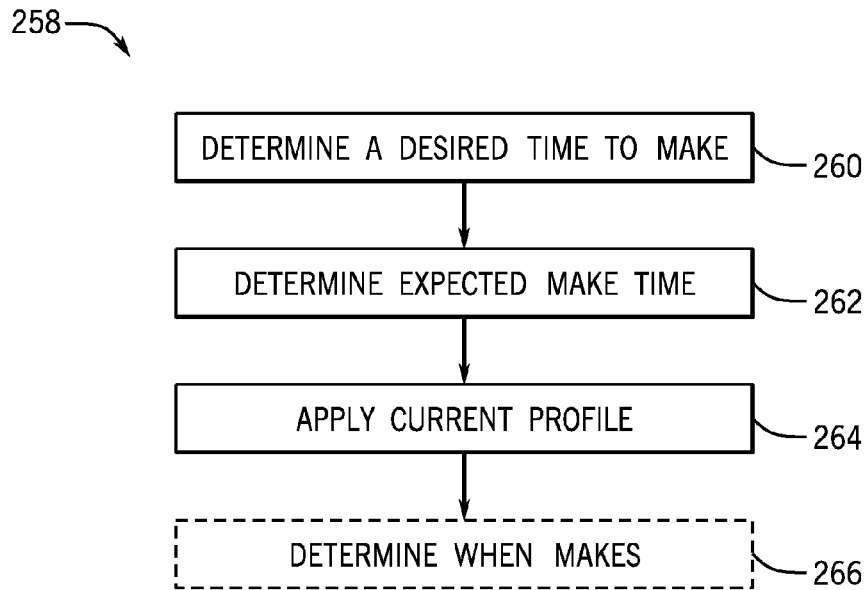 258
DETERMINE A DESIRED TIME TO MAKE
260
DETERMINE EXPECTED MAKE TIME
262
APPLY CURRENT PROFILE
264
DETERMINE WHEN MAKES
266